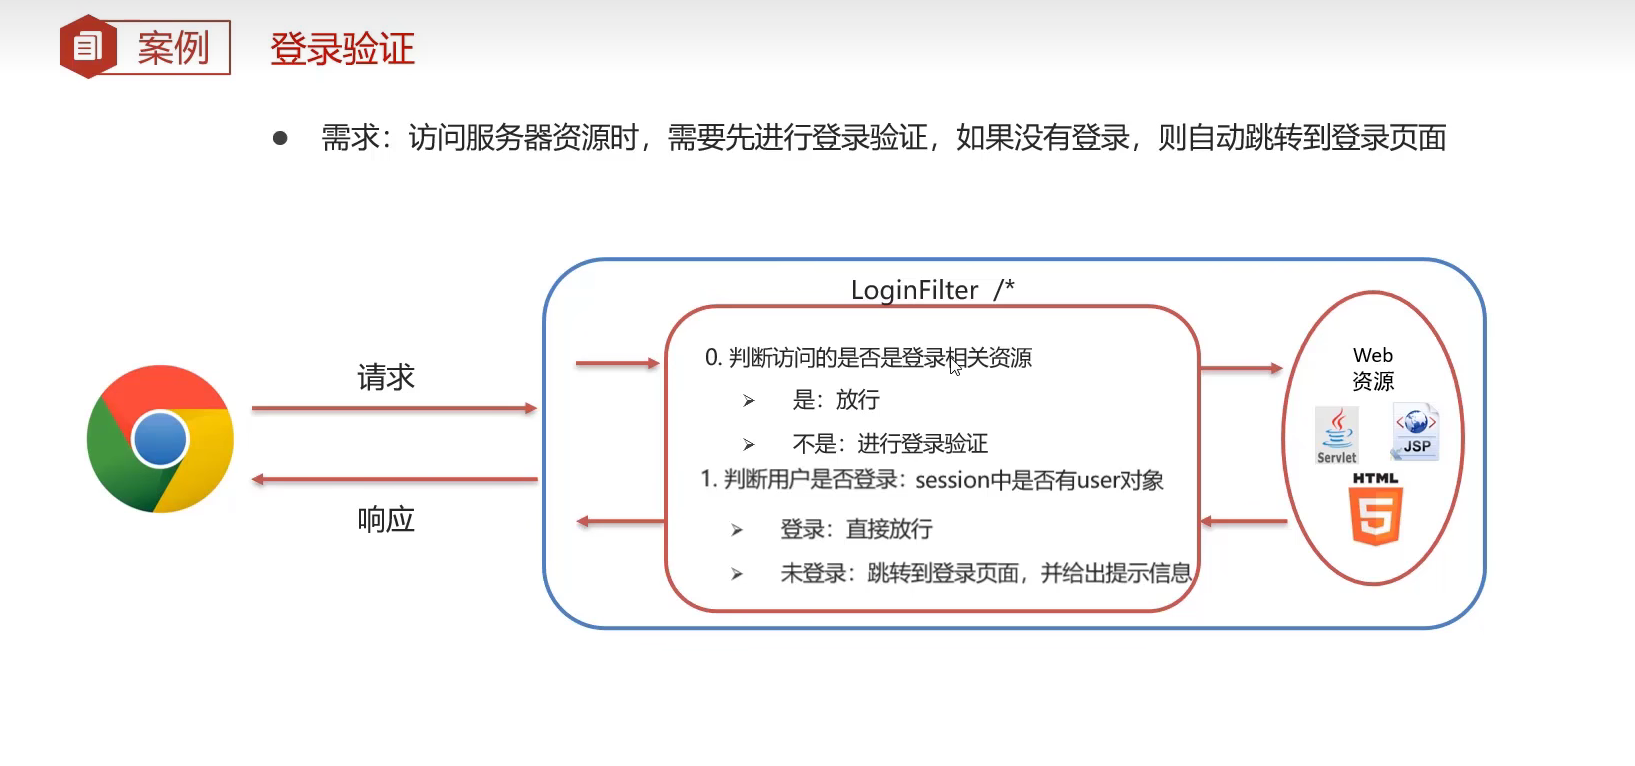 案例
登录验证
● 需求：访问服务器资源时，需要先进行登录验证，如果没有登录，则自动跳转到登录页面
LoginFilter /*
请求
响应
0. 判断访问的是否是登录相关资源
➢ 是：放行
➢ 不是：进行登录验证
1. 判断用户是否登录：session中是否有user对象
➢ 登录：直接放行
➢ 未登录：跳转到登录页面，并给出提示信息
Web
资源
Servlet
JSP
HTML
5